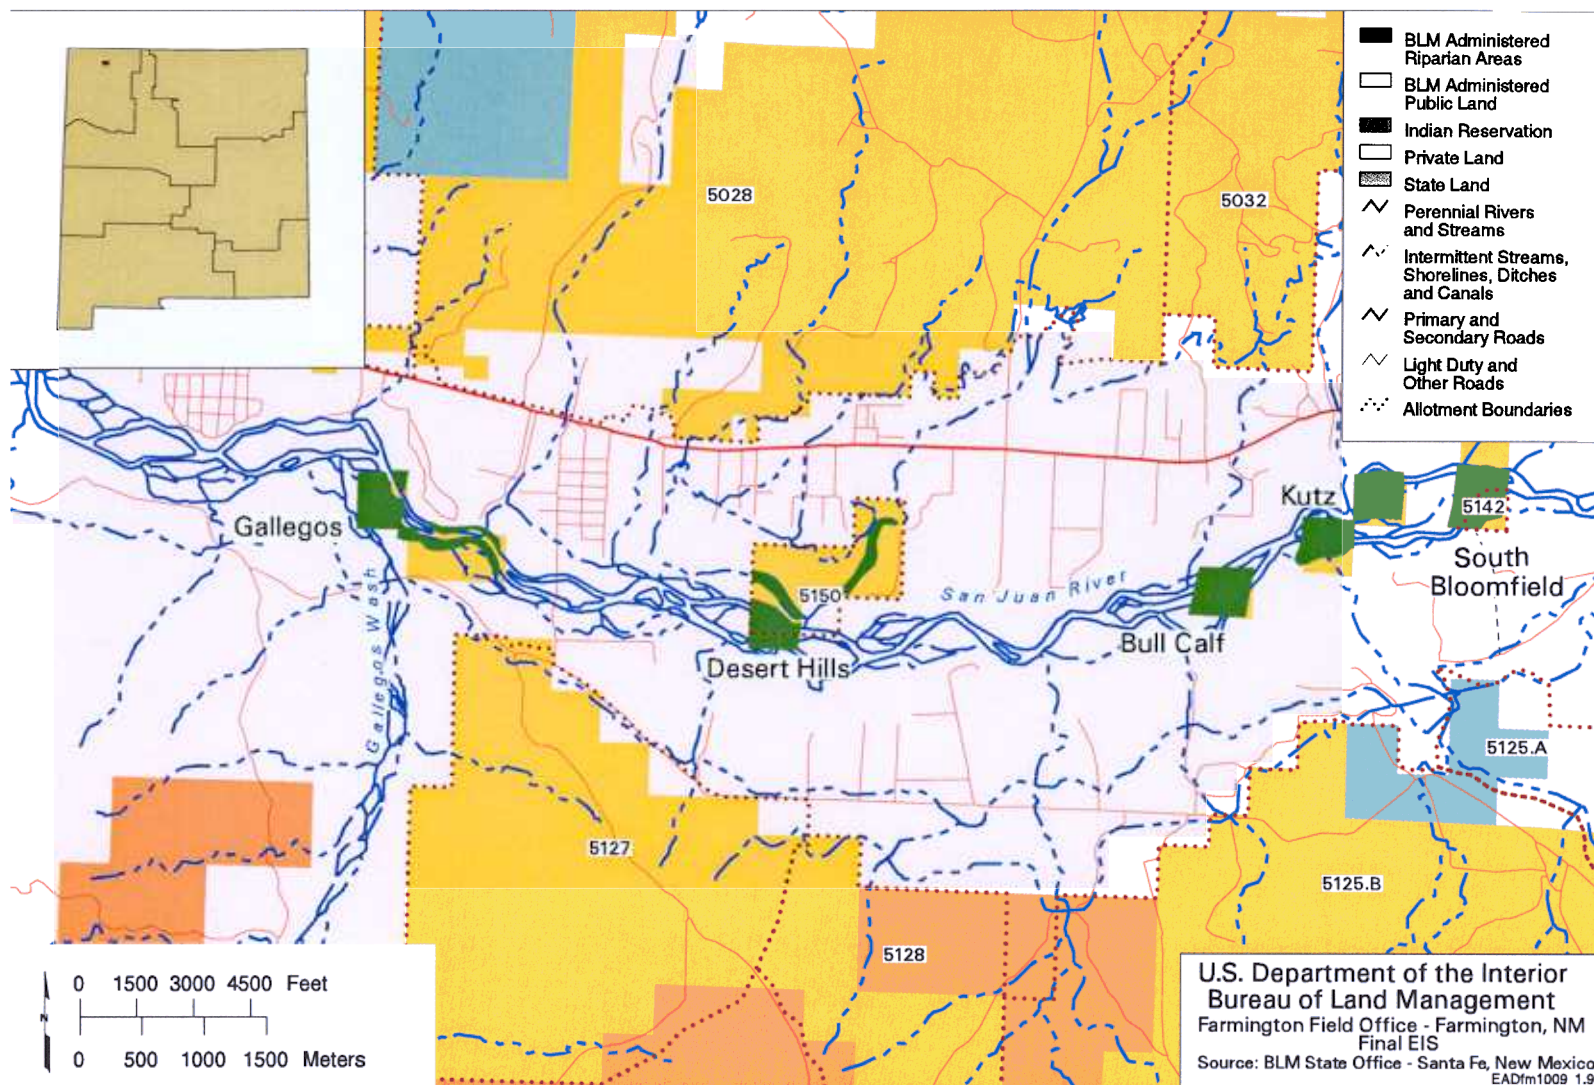 BLM Administered
Riparian Areas
BLM Administered
Public Land
Indian Reservation
Private Land
State Land
Perennial Rivers
and Streams
Intermittent Streams,
Shorelines, Ditches
and Canals
Primary and
Secondary Roads
Light Duty and
Other Roads
Allotment Boundaries
5028
5032
Gallegos
Kutz
5142
South
Bloomfield
5150
San Juan River
Bull Calf
Desert Hills
Gallegos Wash
5125.A
5127
5125.B
5128
N
0 1500 3000 4500 Feet
0 500 1000 1500 Meters
U.S. Department of the Interior
Bureau of Land Management
Farmington Field Office - Farmington, NM
Final EIS
Source: BLM State Office - Santa Fe, New Mexico
EADfm1009 1.9